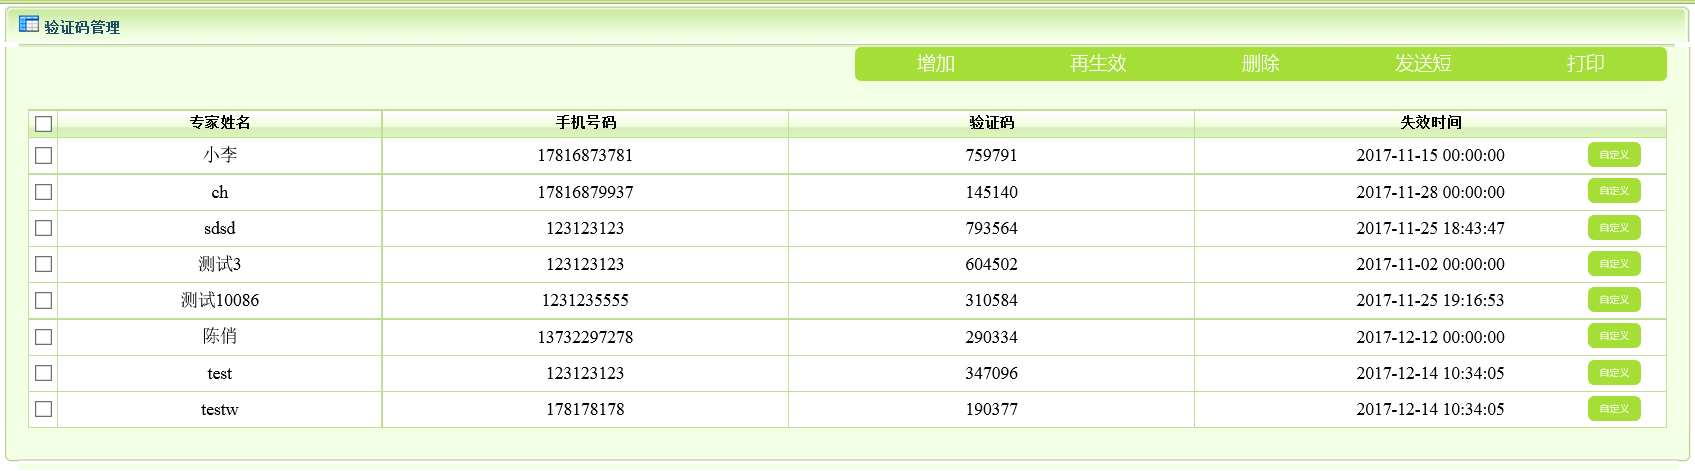 验证码管理
增加 再生效 删除 发送短 打印
专家姓名 手机号码 验证码 失效时间
小李 17816873781 759791 2017-11-15 00:00:00 自定义
ch 17816879937 145140 2017-11-28 00:00:00 自定义
sdsd 123123123 793564 2017-11-25 18:43:47 自定义
测试3 123123123 604502 2017-11-02 00:00:00 自定义
测试10086 1231235555 310584 2017-11-25 19:16:53 自定义
陈俏 13732297278 290334 2017-12-12 00:00:00 自定义
test 123123123 347096 2017-12-14 10:34:05 自定义
testw 178178178 190377 2017-12-14 10:34:05 自定义